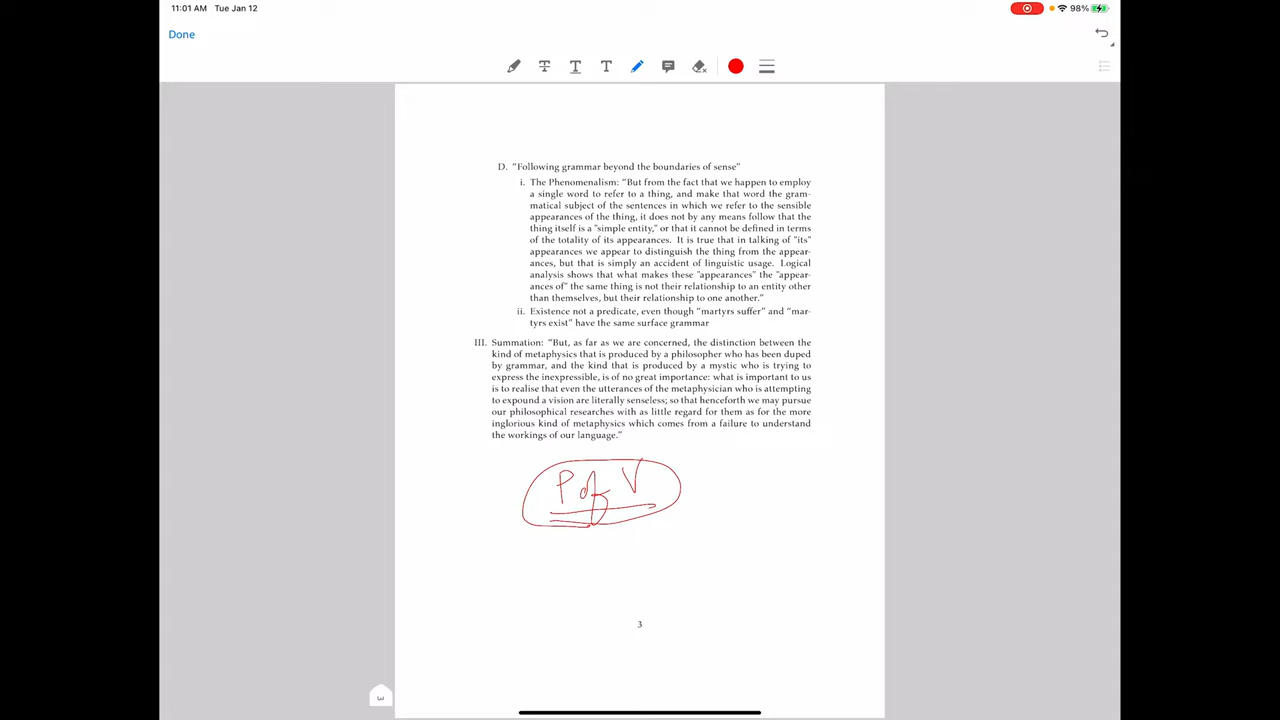 11:01 AM Tue Jan 12
98%
Done
D. “Following grammar beyond the boundaries of sense”
i. The Phenomenalism: “But from the fact that we happen to employ
a single word to refer to a thing, and make that word the gram-
matical subject of the sentences in which we refer to the sensible
appearances of the thing, it does not by any means follow that the
thing itself is a "simple entity," or that it cannot be defined in terms
of the totality of its appearances. It is true that in talking of "its"
appearances we appear to distinguish the thing from the appear-
ances, but that is simply an accident of linguistic usage. Logical
analysis shows that what makes these "appearances" the "appear-
ances of" the same thing is not their relationship to an entity other
than themselves, but their relationship to one another.”
ii. Existence not a predicate, even though “martyrs suffer” and “mar-
tyrs exist” have the same surface grammar
III. Summation: “But, as far as we are concerned, the distinction between the
kind of metaphysics that is produced by a philosopher who has been duped
by grammar, and the kind that is produced by a mystic who is trying to
express the inexpressible, is of no great importance: what is important to us
is to realise that even the utterances of the metaphysician who is attempting
to expound a vision are literally senseless; so that henceforth we may pursue
our philosophical researches with as little regard for them as for the more
inglorious kind of metaphysics which comes from a failure to understand
the workings of our language.”
P of V
3
3